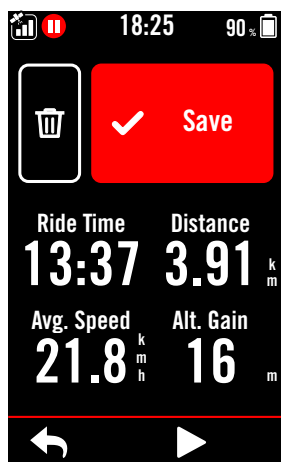 18:25 90 %
Save
Ride Time Distance
13:37 3.91 km
Avg. Speed Alt. Gain
21.8 kmh 16 m